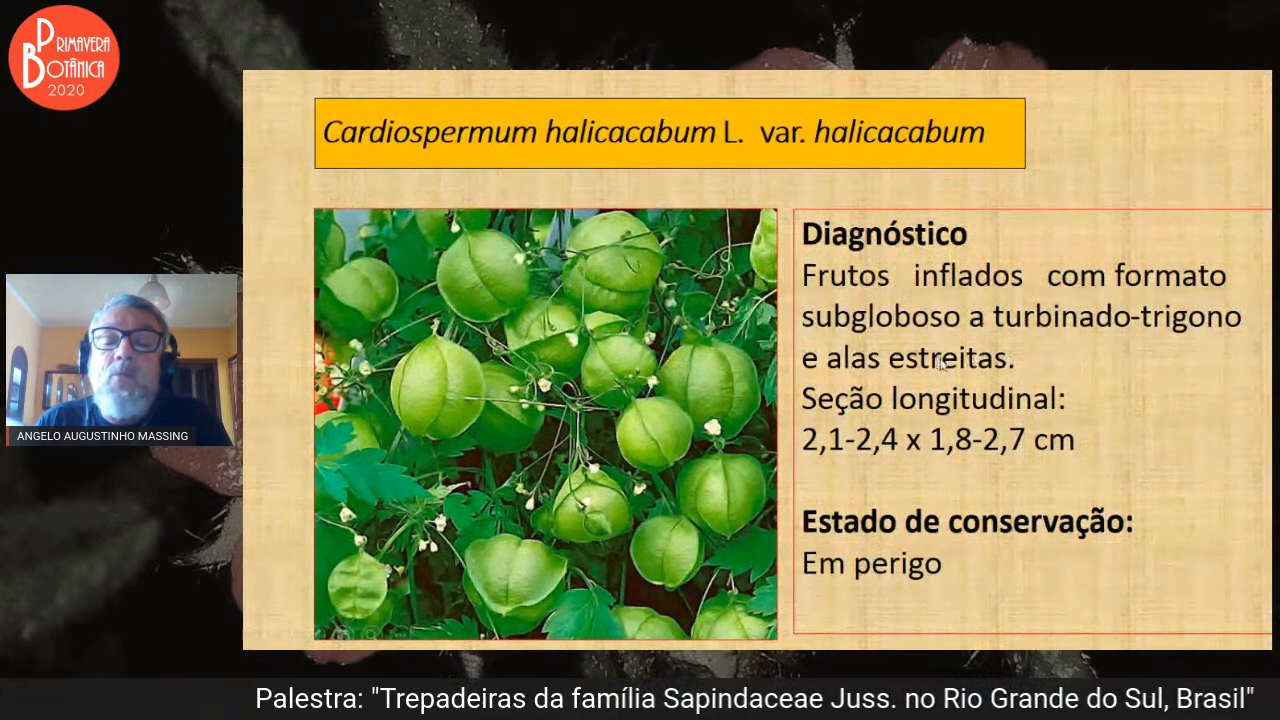 PRIMAVERA
BOTÂNICA
2020
Cardiospermum halicacabum L. var. halicacabum
Diagnóstico
Frutos inflados com formato
subgloboso a turbinado-trigono
e alas estreitas.
Seção longitudinal:
2,1-2,4 x 1,8-2,7 cm
Estado de conservação:
Em perigo
ANGELO AUGUSTINHO MASSING
Palestra: "Trepadeiras da família Sapindaceae Juss. no Rio Grande do Sul, Brasil"